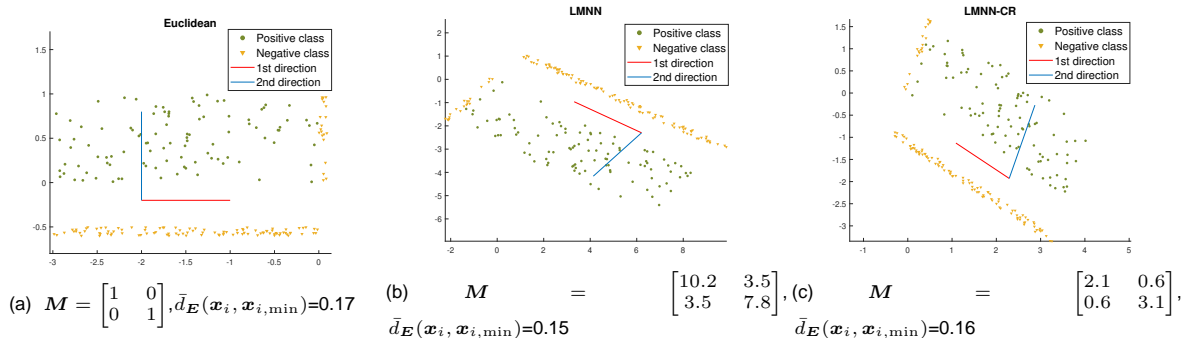 Euclidean
Positive class
Negative class
1st direction
2nd direction
1.5
1
0.5
0
-0.5
-3 -2.5 -2 -1.5 -1 -0.5 0
(a) M = [1 0; 0 1], d̄_E(x_i, x_{i,min})=0.17
LMNN
Positive class
Negative class
1st direction
2nd direction
2
1
0
-1
-2
-3
-4
-5
-6
-2 0 2 4 6 8
(b) M = [10.2 3.5; 3.5 7.8],
d̄_E(x_i, x_{i,min})=0.15
LMNN-CR
Positive class
Negative class
1st direction
2nd direction
1.5
1
0.5
0
-0.5
-1
-1.5
-2
-2.5
-3
-1 0 1 2 3 4 5
(c) M = [2.1 0.6; 0.6 3.1],
d̄_E(x_i, x_{i,min})=0.16